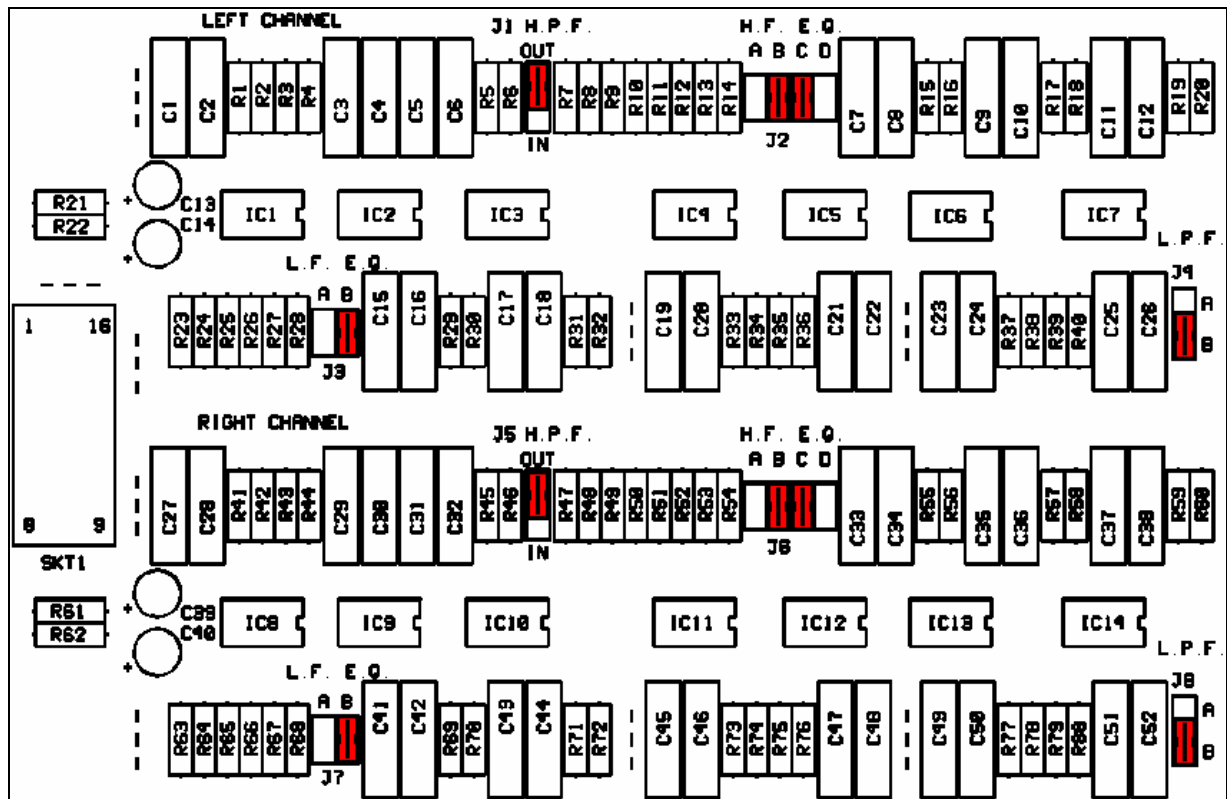 LEFT CHANNEL
J1 H.P.F.
OUT
H.F. E.Q.
A B C D
C1 C2 R1 R2 R3 R4 C3 C4 C5 C6 R5 R6 R7 R8 R9 R10 R11 R12 R13 R14 C7 C8 R15 R16 C9 C10 R17 R18 C11 C12 R19 R20
IN
J2
R21
R22
+ C13
+ C14
IC1 IC2 IC3 IC4 IC5 IC6 IC7
L.P.F.
J4
A
B
L.F. E.Q.
A B
R23 R24 R25 R26 R27 R28 C15 C16 R29 R30 C17 C18 R31 R32 C19 C20 R33 R34 R35 R36 C21 C22 C23 C24 R37 R38 R39 R40 C25 C26
J3
1 16
8 9
SKT1
RIGHT CHANNEL
J5 H.P.F.
OUT
H.F. E.Q.
A B C D
C27 C28 R41 R42 R43 R44 C29 C30 C31 C32 R45 R46 R47 R48 R49 R50 R51 R52 R53 R54 C33 C34 R55 R56 C35 C36 R57 R58 C37 C38 R59 R60
IN
J6
R61
R62
+ C39
+ C40
IC8 IC9 IC10 IC11 IC12 IC13 IC14
L.P.F.
J8
A
B
L.F. E.Q.
A B
R63 R64 R65 R66 R67 R68 C41 C42 R69 R70 C43 C44 R71 R72 C45 C46 R73 R74 R75 R76 C47 C48 C49 C50 R77 R78 R79 R80 C51 C52
J7